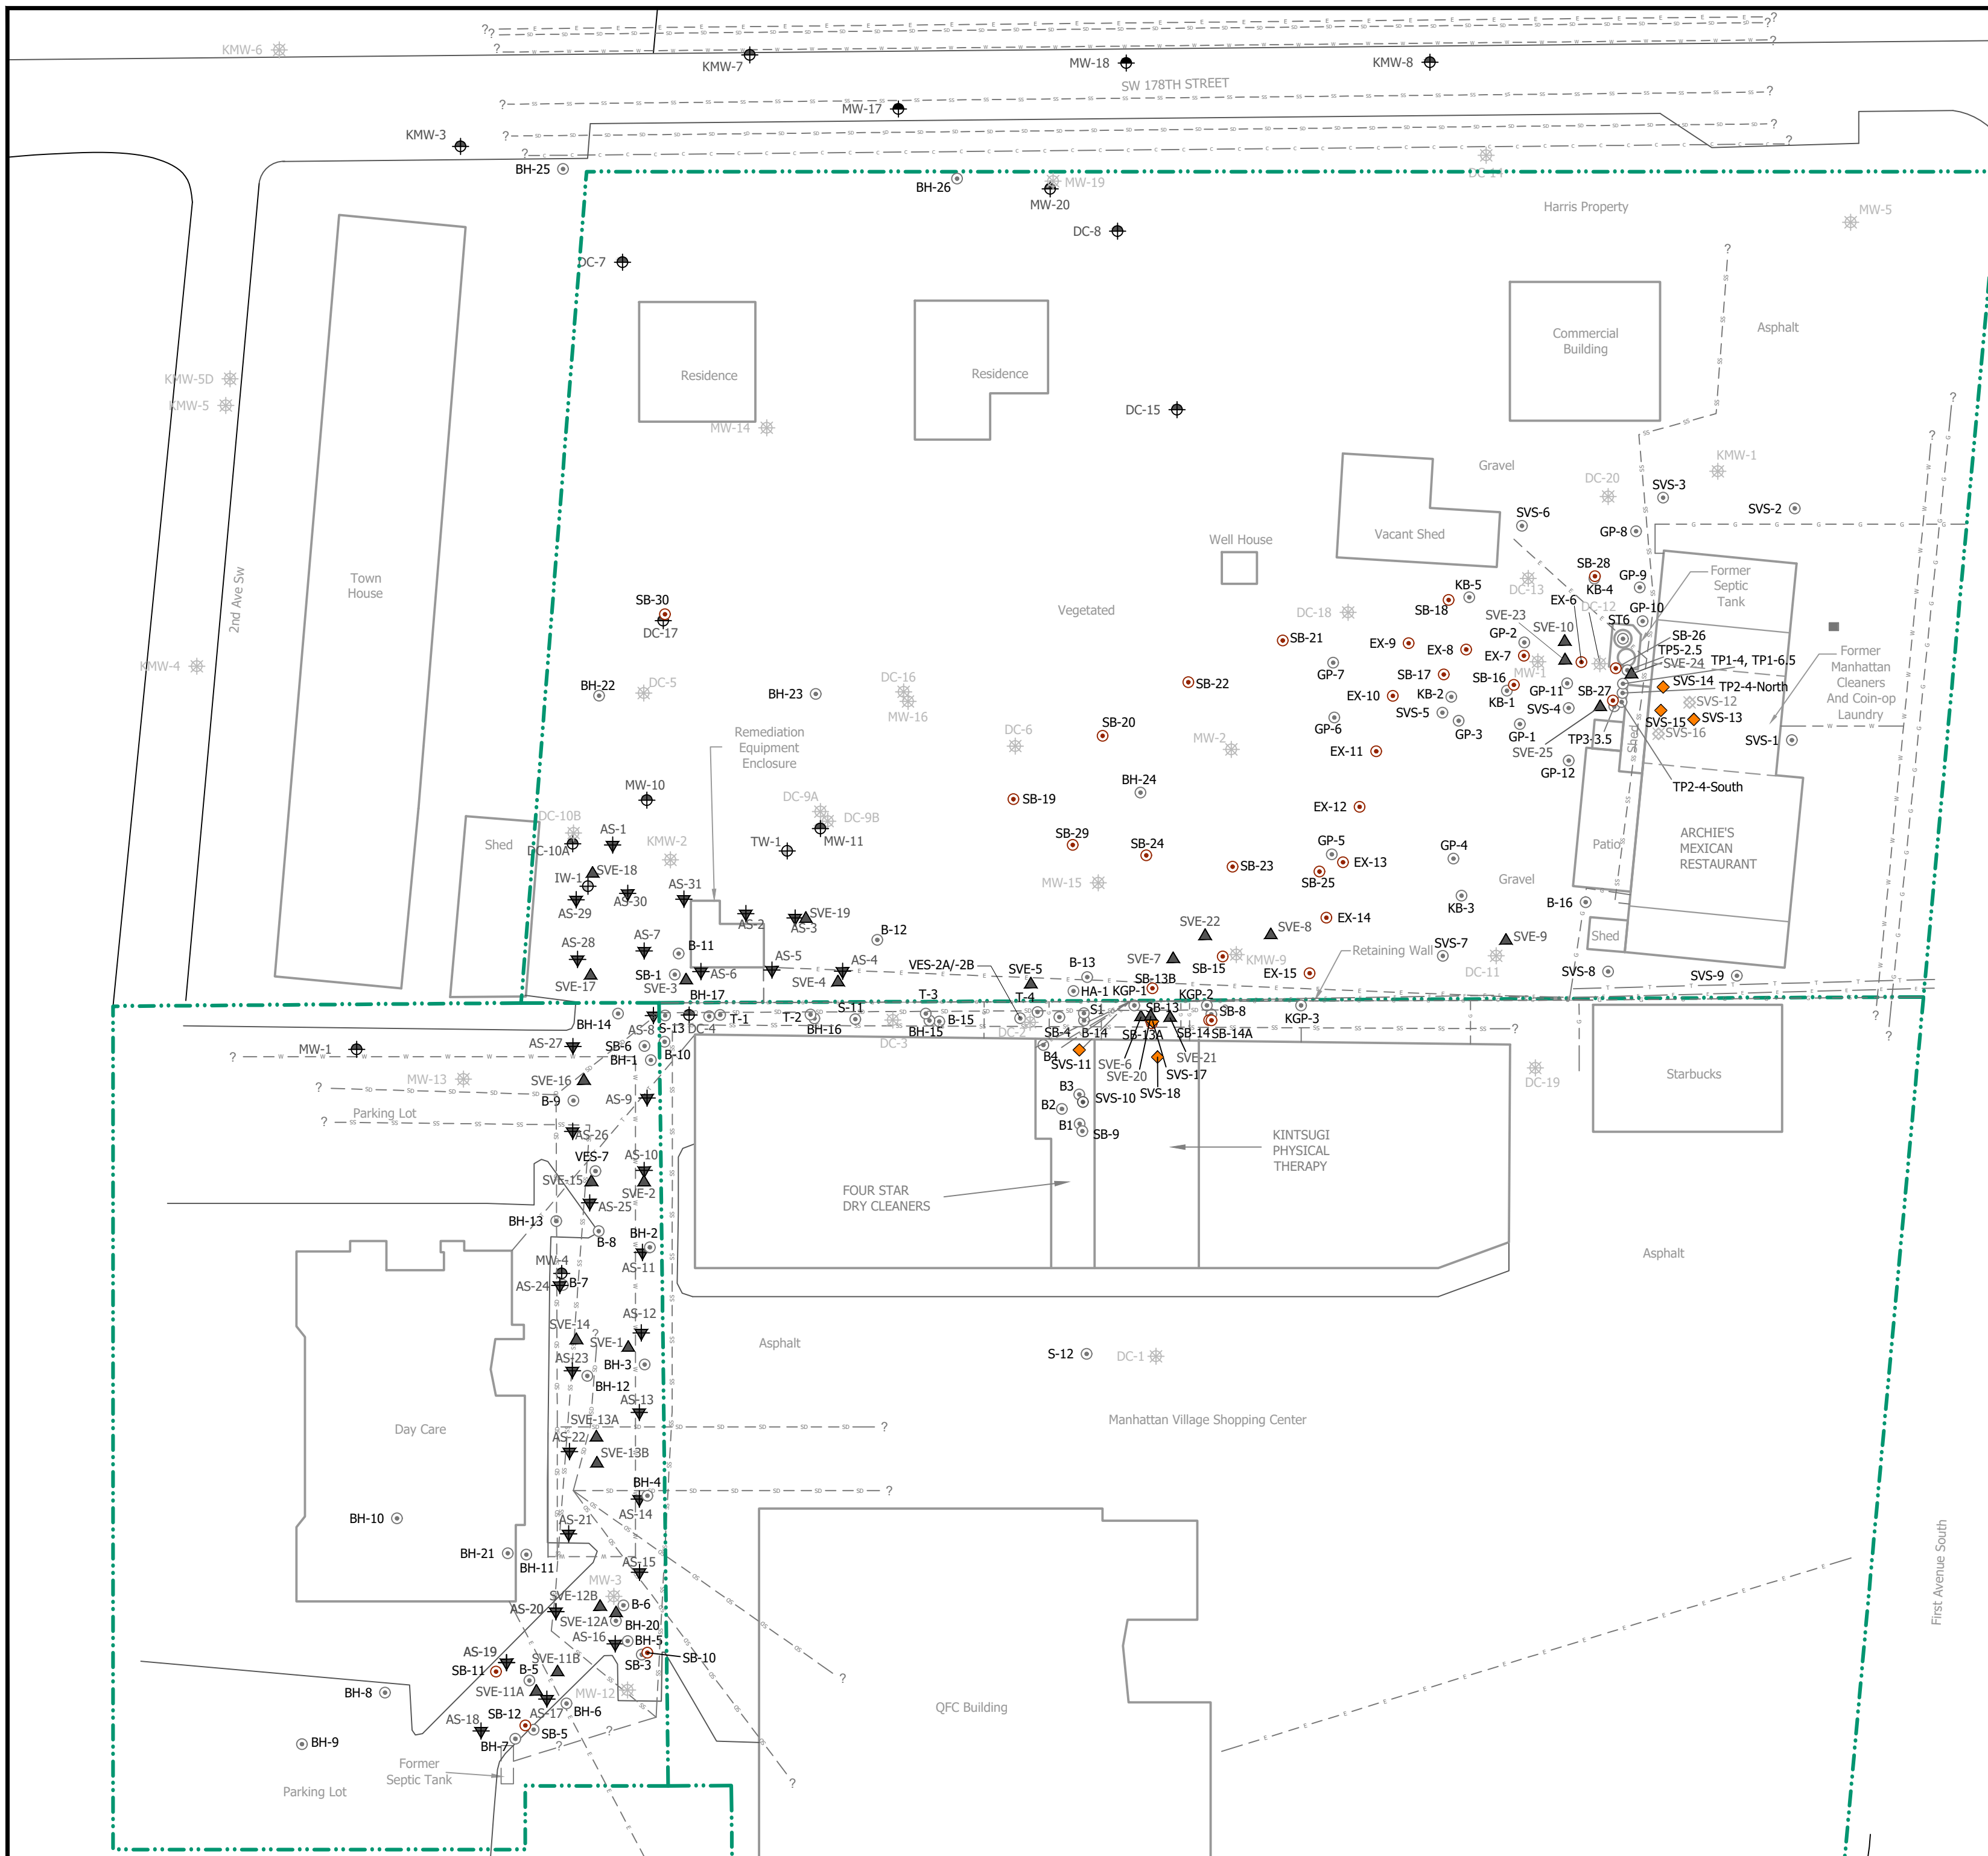 KMW-6
KMW-7
MW-18
KMW-8
SW 178TH STREET
MW-17
KMW-3
BH-25
BH-26
MW-19
MW-20
DC-14
Harris Property
MW-5
DC-8
DC-7
Commercial
Building
Asphalt
Residence
Residence
KMW-5D
KMW-5
MW-14
DC-15
2nd Ave Sw
Town
House
Gravel
KMW-1
DC-20
SVS-3
SVS-2
SVS-6
GP-8
Vacant Shed
Well House
Vegetated
SB-30
DC-17
DC-18
DC-13
SB-28
KB-4
GP-9
Former
Septic
Tank
KB-5
SB-18
EX-6
DC-12
GP-10
ST6
SVE-23
SVE-10
SB-26
TP5-2.5
SVE-24
TP1-4, TP1-6.5
SB-21
EX-9
EX-8
GP-2
EX-7
MW-1
KMW-4
GP-7
SB-17
SB-16
GP-11
SB-27
SVS-14
TP2-4-North
Former
Manhattan
Cleaners
And Coin-op
Laundry
BH-22
DC-5
BH-23
DC-16
MW-16
SB-22
EX-10
KB-2
KB-1
SVS-4
SVS-12
SVS-5
GP-6
GP-3
GP-1
SVS-15
SVS-13
SVS-16
SVS-1
TP3-3.5
SVE-25
Shed
Remediation
Equipment
Enclosure
SB-20
DC-6
MW-2
EX-11
GP-12
TP2-4-South
BH-24
MW-10
SB-19
EX-12
DC-9A
DC-9B
MW-11
DC-10B
DC-10A
AS-1
Shed
KMW-2
TW-1
SB-29
SB-24
GP-5
EX-13
GP-4
Patio
ARCHIE'S
MEXICAN
RESTAURANT
SVE-18
IW-1
AS-29
AS-30
AS-31
MW-15
SB-23
SB-25
Gravel
KB-3
B-16
AS-2
AS-3
SVE-19
EX-14
SVE-22
SVE-8
SVE-9
Shed
B-12
AS-28
AS-7
B-11
AS-5
AS-4
VES-2A/-2B
SVE-5
B-13
SVE-7
SB-15
KMW-9
Retaining Wall
SVS-7
DC-11
SVE-17
SB-1
SVE-3
AS-6
SVE-4
HA-1
SB-13B
EX-15
SVS-8
SVS-9
BH-17
BH-14
AS-8
S-13
DC-4
T-1
T-2
BH-16
S-11
DC-3
T-3
BH-15
B-15
T-4
DC-2
SB-4
S1
B-14
KGP-1
SB-13
SB-13A
KGP-2
SB-8
SB-14
SB-14A
KGP-3
MW-1
AS-27
SB-6
BH-1
B-10
B4
SVS-11
SVE-6
SVE-20
SVE-21
SVS-17
SVS-18
DC-19
Starbucks
MW-13
SVE-16
B-9
AS-9
Parking Lot
B3
SVS-10
B2
B1
SB-9
AS-26
VES-7
AS-10
SVE-15
SVE-2
AS-25
KINTSUGI
PHYSICAL
THERAPY
FOUR STAR
DRY CLEANERS
BH-13
B-8
BH-2
AS-11
MW-4
AS-24
B-7
Asphalt
AS-12
SVE-14
SVE-1
AS-23
BH-3
BH-12
Asphalt
S-12
DC-1
AS-13
SVE-13A
AS-22
SVE-13B
Day Care
Manhattan Village Shopping Center
BH-4
AS-14
BH-10
AS-21
BH-21
BH-11
AS-15
MW-3
SVE-12B
B-6
AS-20
SVE-12A
BH-20
AS-16
BH-5
SB-3
SB-10
First Avenue South
AS-19
SB-11
B-5
SVE-11B
SVE-11A
MW-12
BH-8
AS-17
BH-6
SB-12
AS-18
SB-5
BH-7
BH-9
QFC Building
Former
Septic Tank
Parking Lot